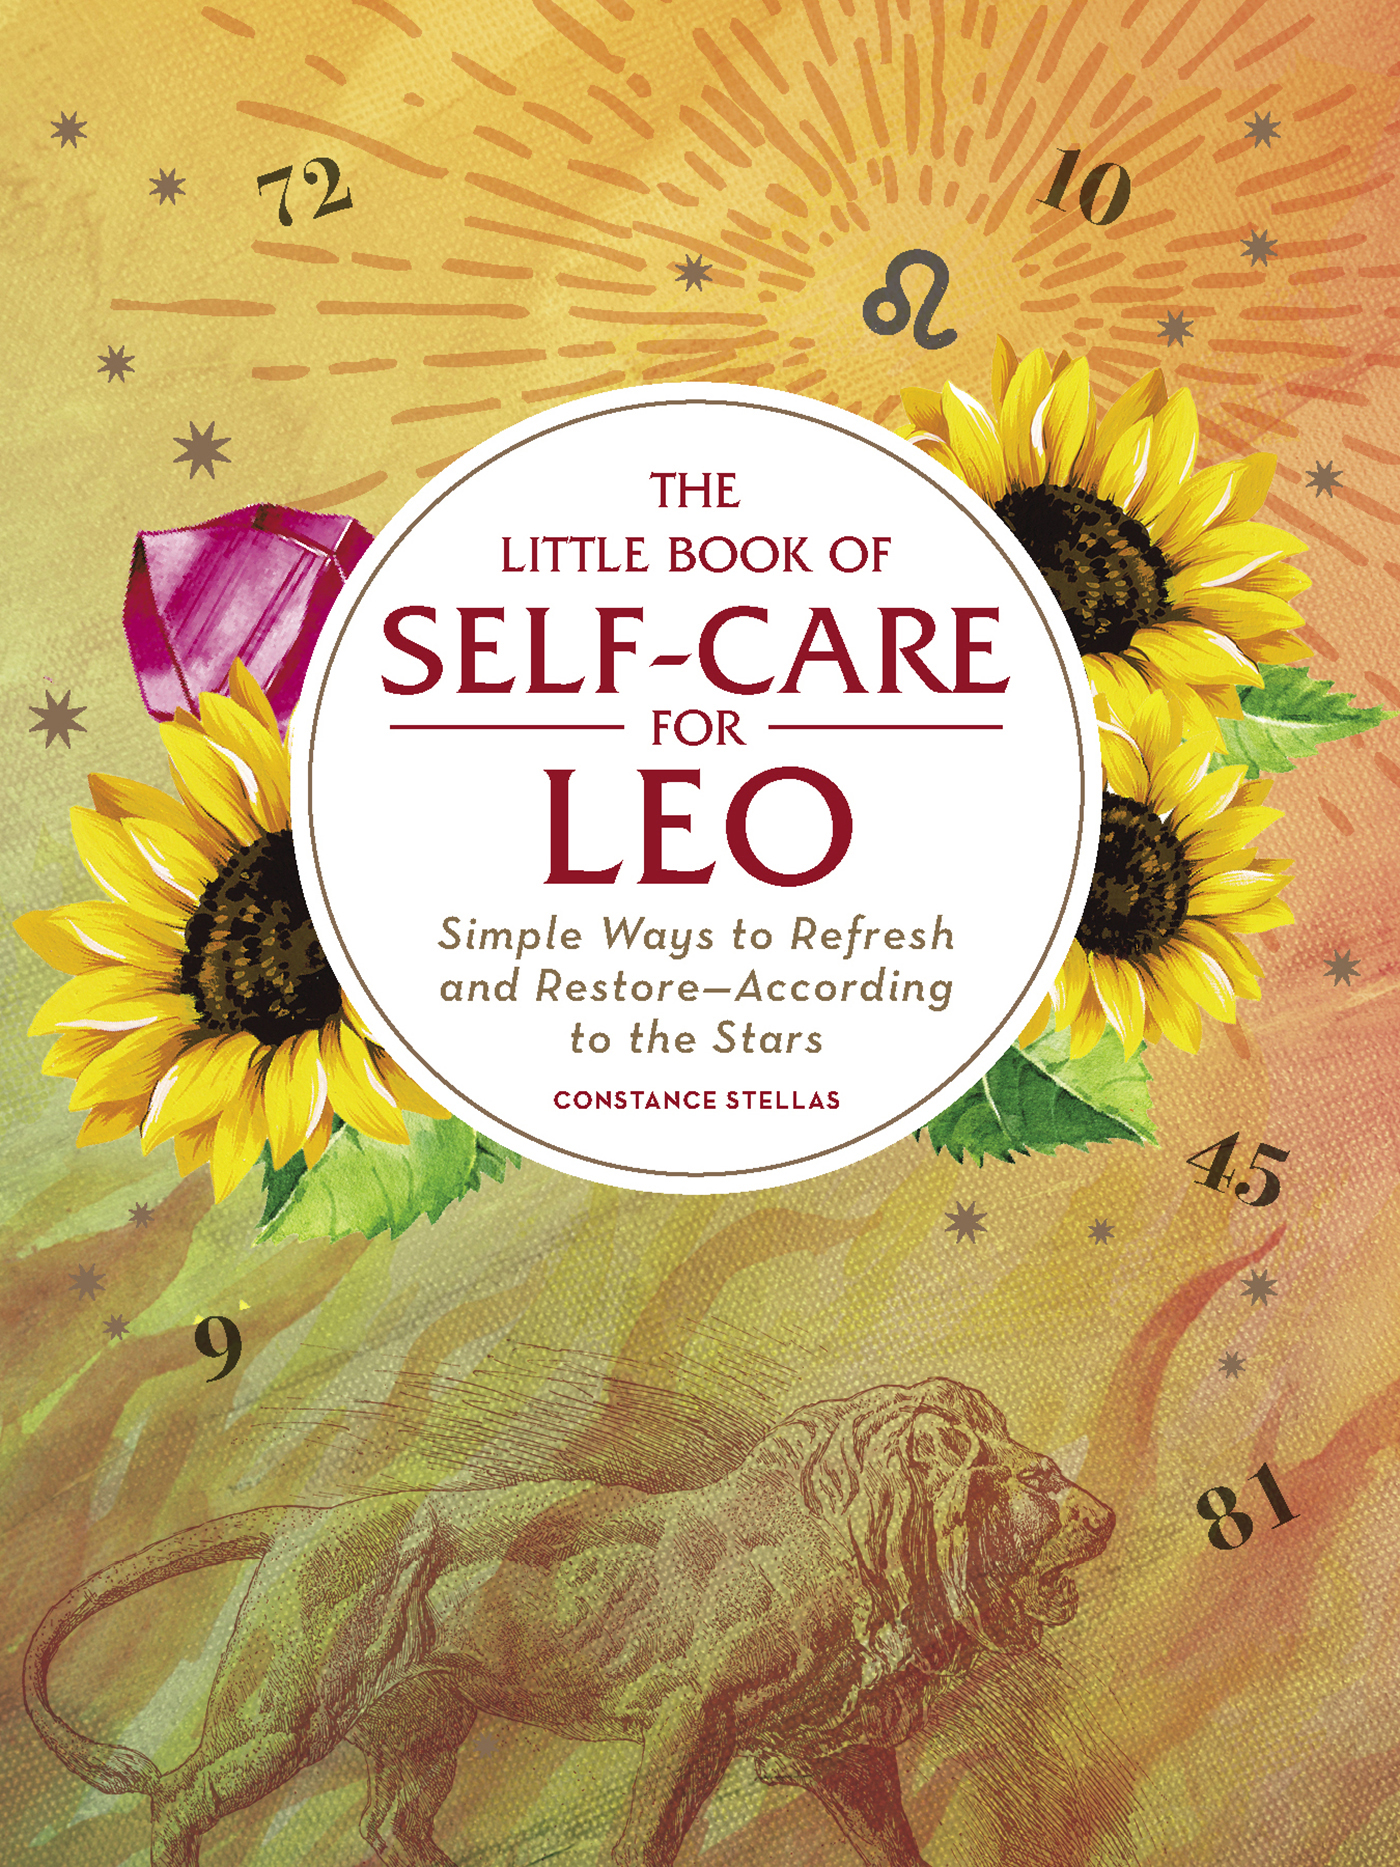 72
10
THE
LITTLE BOOK OF
SELF-CARE
FOR
LEO
Simple Ways to Refresh
and Restore—According
to the Stars
CONSTANCE STELLAS
45
9
81